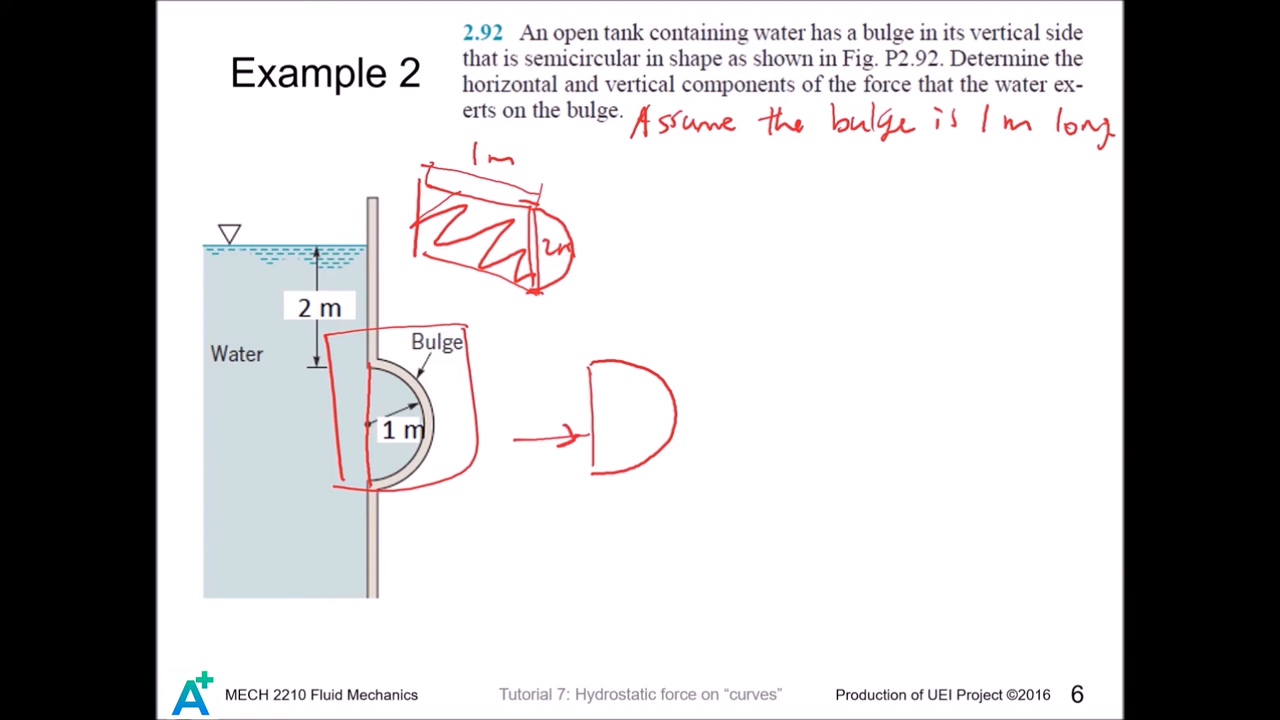 Example 2
2.92 An open tank containing water has a bulge in its vertical side
that is semicircular in shape as shown in Fig. P2.92. Determine the
horizontal and vertical components of the force that the water ex-
erts on the bulge. Assume the bulge is 1m long
1m
2m
2 m
Bulge
Water
1 m
A+
MECH 2210 Fluid Mechanics
Tutorial 7: Hydrostatic force on “curves”
Production of UEI Project ©2016
6